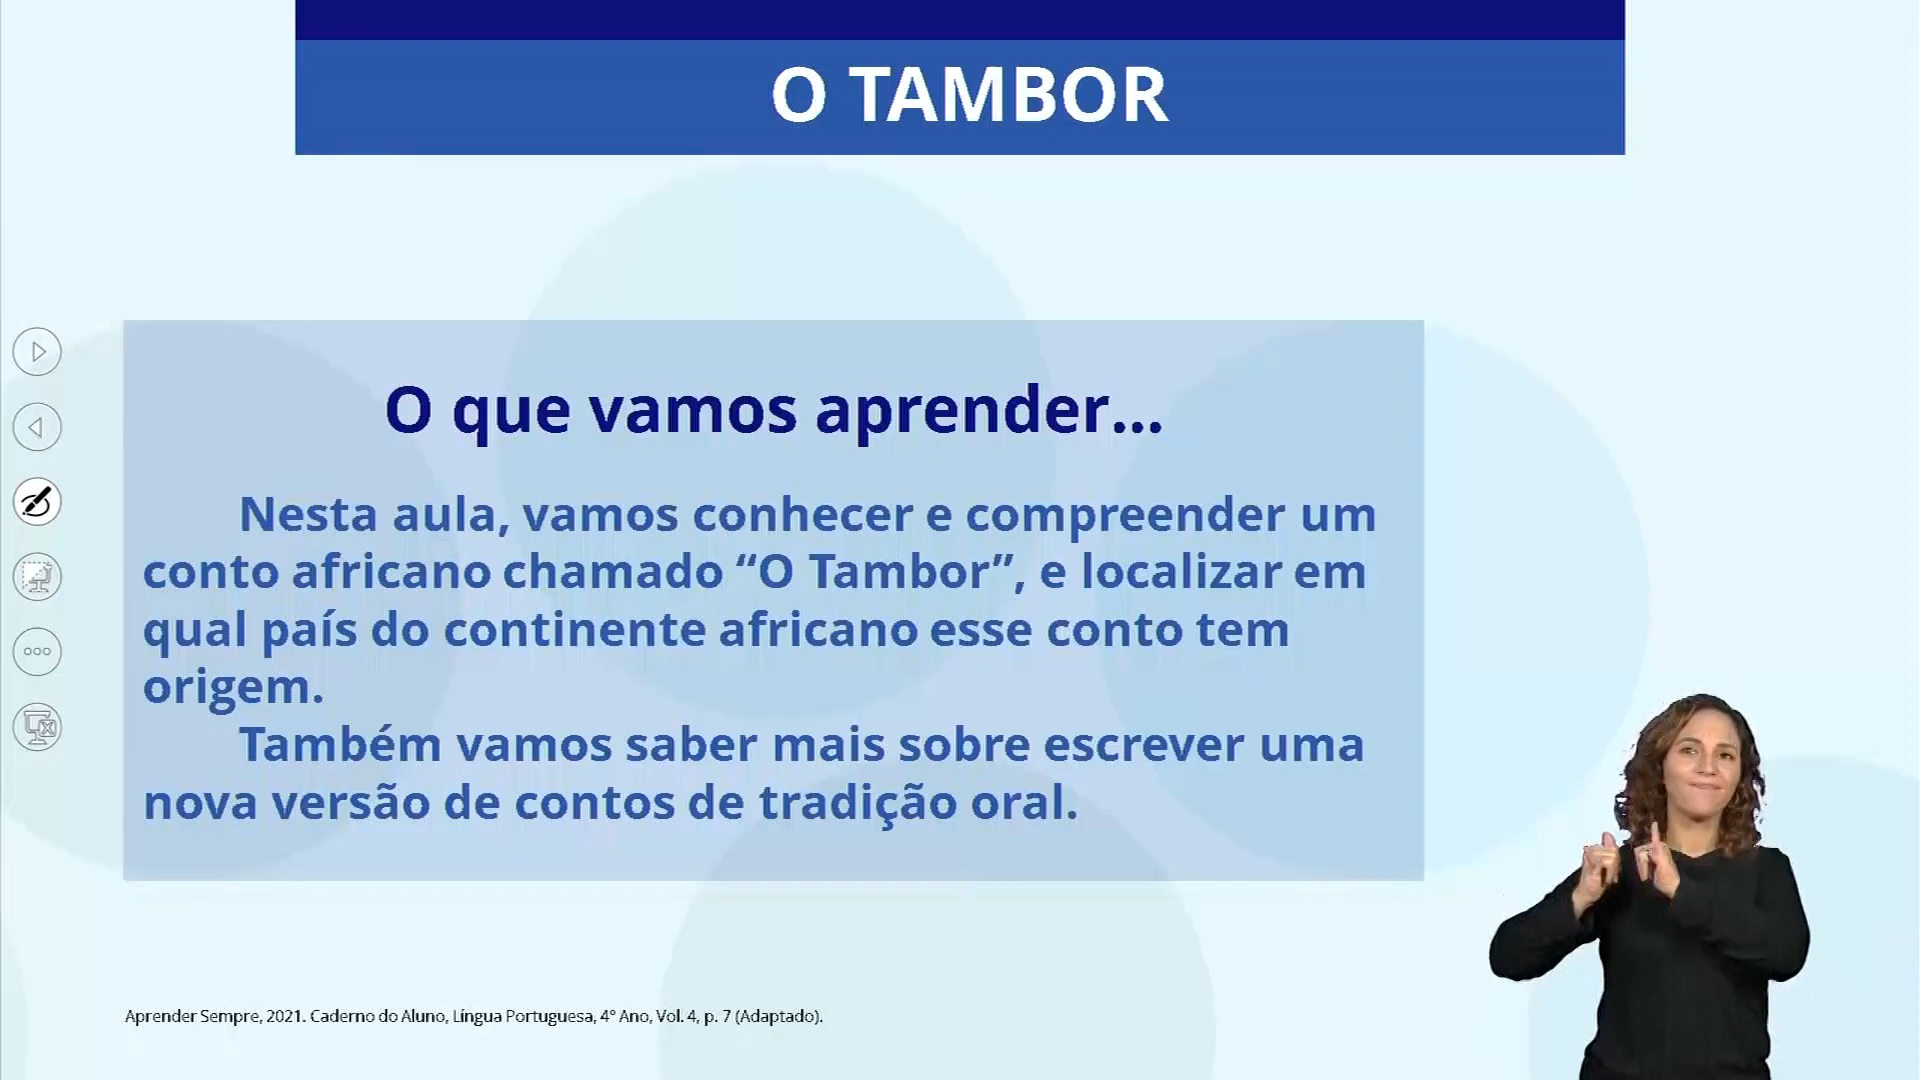 O TAMBOR
O que vamos aprender...
Nesta aula, vamos conhecer e compreender um
conto africano chamado “O Tambor”, e localizar em
qual país do continente africano esse conto tem
origem.
Também vamos saber mais sobre escrever uma
nova versão de contos de tradição oral.
Aprender Sempre, 2021. Caderno do Aluno, Língua Portuguesa, 4º Ano, Vol. 4, p. 7 (Adaptado).